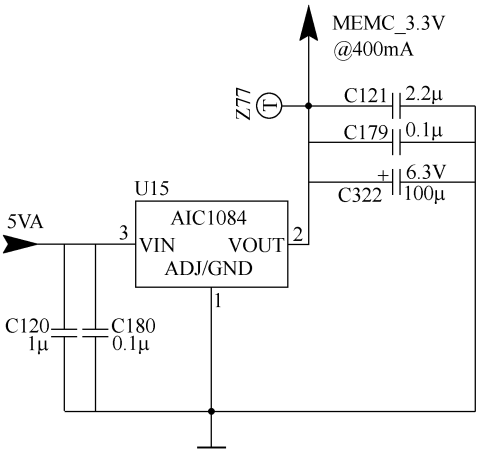 MEMC_3.3V
@400mA
Z77
T
C121 2.2μ
C179 0.1μ
+ 6.3V
C322 100μ
U15
5VA
AIC1084
3 VIN VOUT 2
ADJ/GND
1
C120 C180
1μ 0.1μ